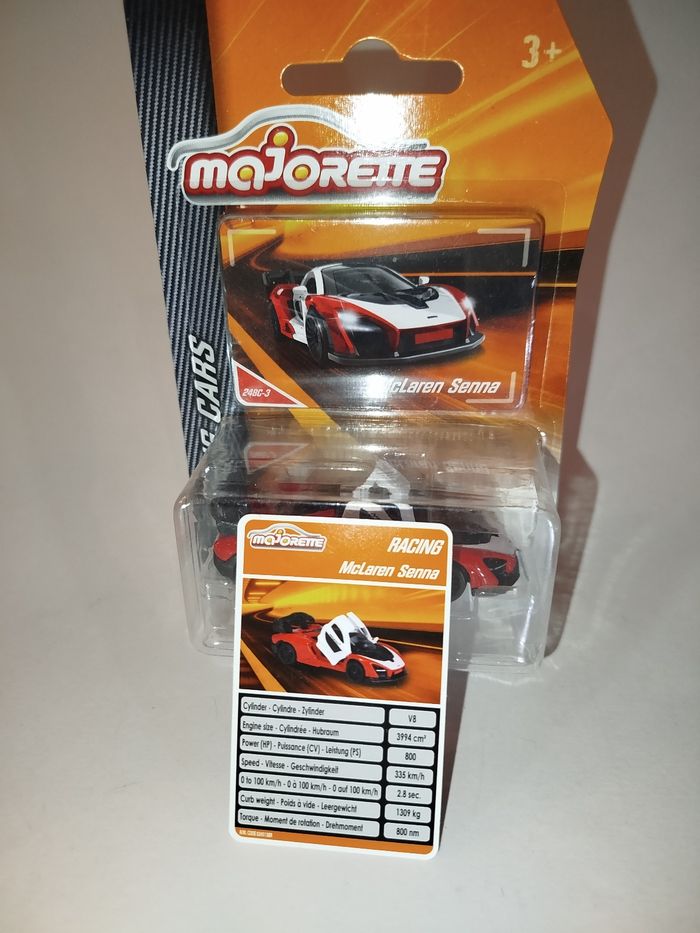 3+
MAJORETTE
McLaren Senna
CARS
MAJORETTE
RACING
McLaren Senna
Cylinder - Cylindre - Zylinder V8
Engine size - Cylindrée - Hubraum 3994 cm³
Power (HP) - Puissance (CV) - Leistung (PS) 800
Speed - Vitesse - Geschwindigkeit 335 km/h
0 to 100 km/h - 0 à 100 km/h - 0 auf 100 km/h 2.8 sec.
Curb weight - Poids à vide - Leergewicht 1309 kg
Torque - Moment de rotation - Drehmoment 800 nm